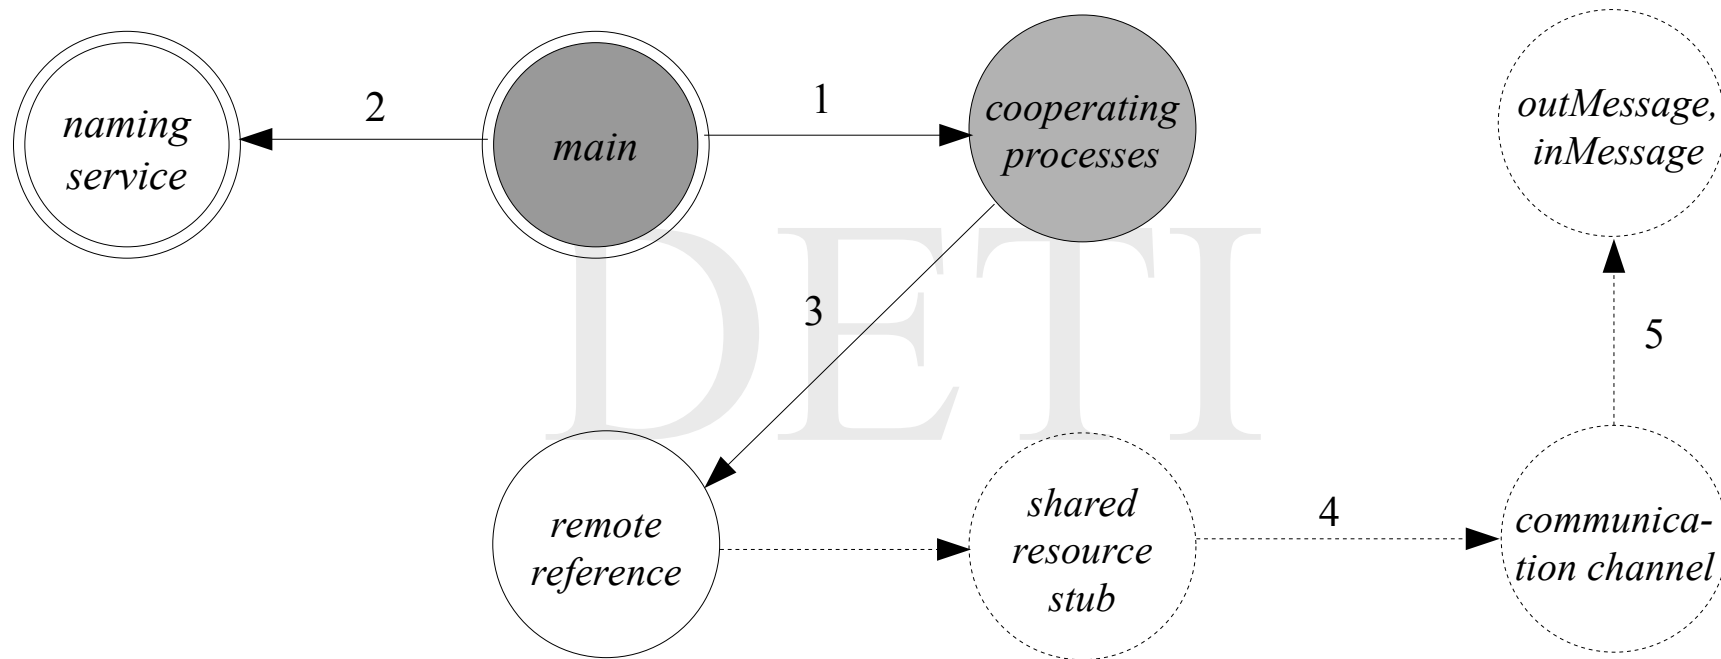 naming
service
2
main
1
cooperating
processes
outMessage,
inMessage
3
5
DETI
remote
reference
shared
resource
stub
4
communica-
tion channel